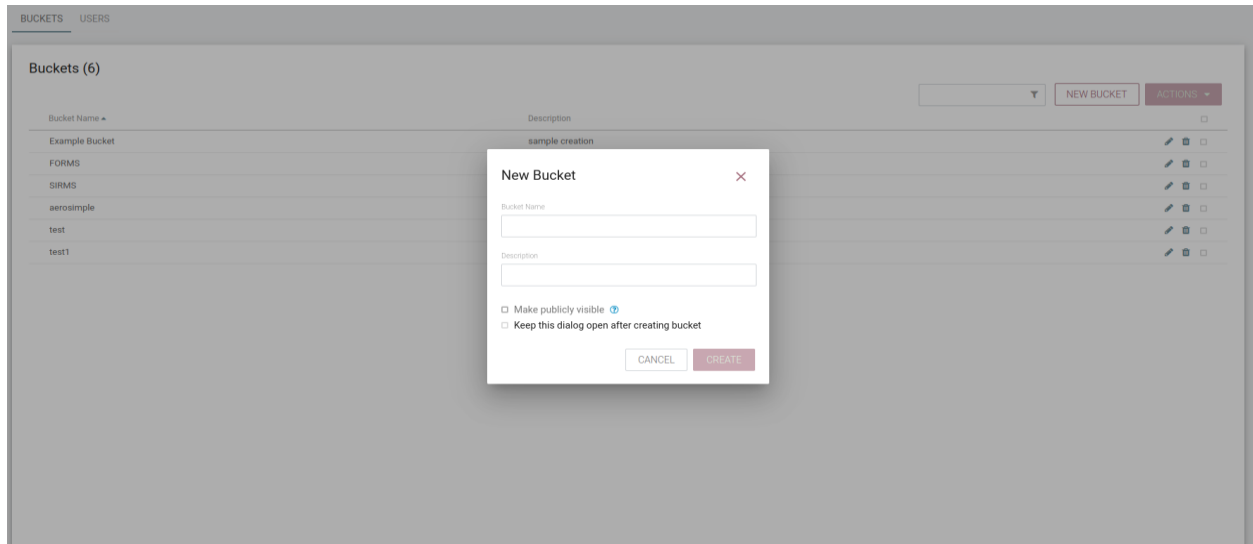 BUCKETS USERS
Buckets (6)
NEW BUCKET ACTIONS
Bucket Name Description
Example Bucket sample creation
FORMS
SIRMS
aerosimple
test
test1
New Bucket
Bucket Name
Description
Make publicly visible
Keep this dialog open after creating bucket
CANCEL CREATE